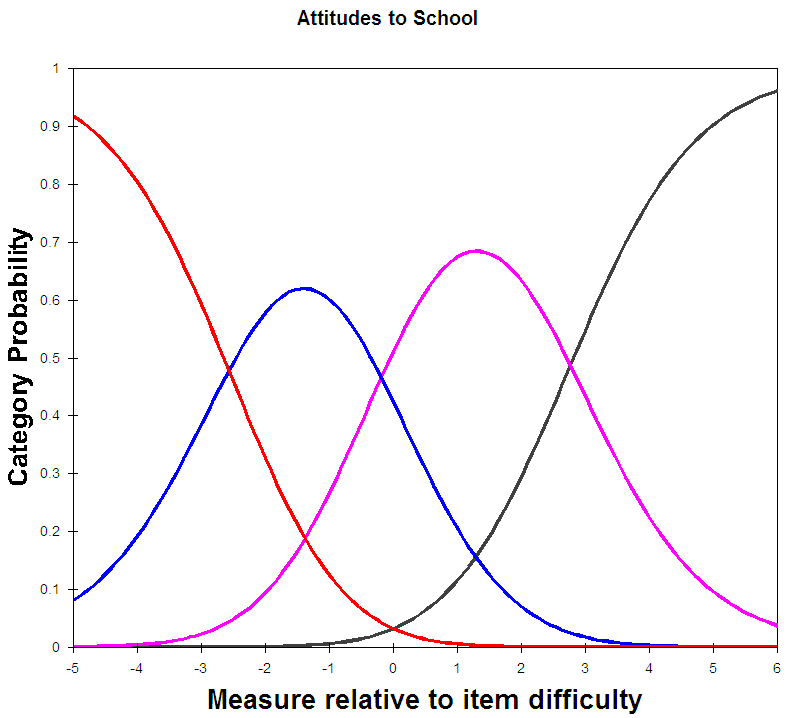 Attitudes to School
1
0.9
0.8
0.7
0.6
0.5
0.4
0.3
0.2
0.1
0
Category Probability
-5 -4 -3 -2 -1 0 1 2 3 4 5 6
Measure relative to item difficulty